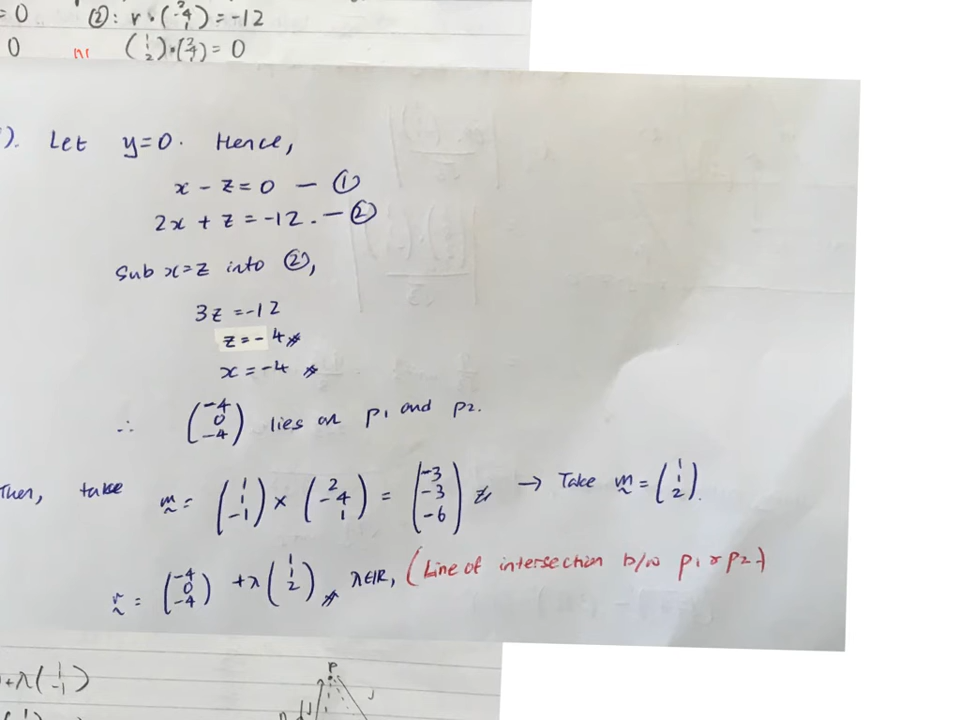 = 0 ②: r·(2 -4 1) = -12
0 (1 1 2)·(2 -4 1) = 0
). Let y=0. Hence,
x - z = 0 - ①
2x + z = -12. - ②
Sub x=z into ②,
3z = -12
z = -4
x = -4
∴ (-4 0 -4) lies on p1 and p2.
Then, take m = (1 1 -1) × (2 -4 1) = (-3 -3 -6) → Take m = (1 1 2).
r = (-4 0 -4) + λ(1 1 2), λ∈ℝ, (Line of intersection b/w p1 & p2)
+λ(1 -1)
P